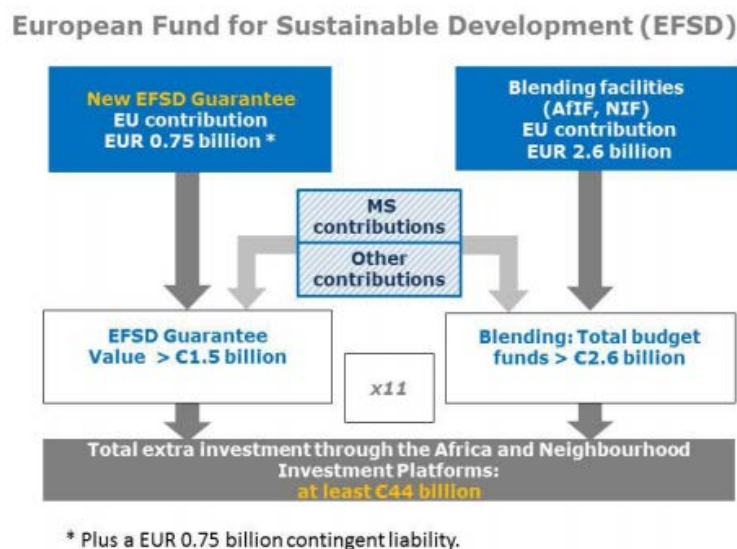 European Fund for Sustainable Development (EFSD)
New EFSD Guarantee
EU contribution
EUR 0.75 billion *
Blending facilities
(AfIF, NIF)
EU contribution
EUR 2.6 billion
MS
contributions
Other
contributions
EFSD Guarantee
Value > €1.5 billion
Blending: Total budget
funds > €2.6 billion
x11
Total extra investment through the Africa and Neighbourhood
Investment Platforms:
at least €44 billion
* Plus a EUR 0.75 billion contingent liability.